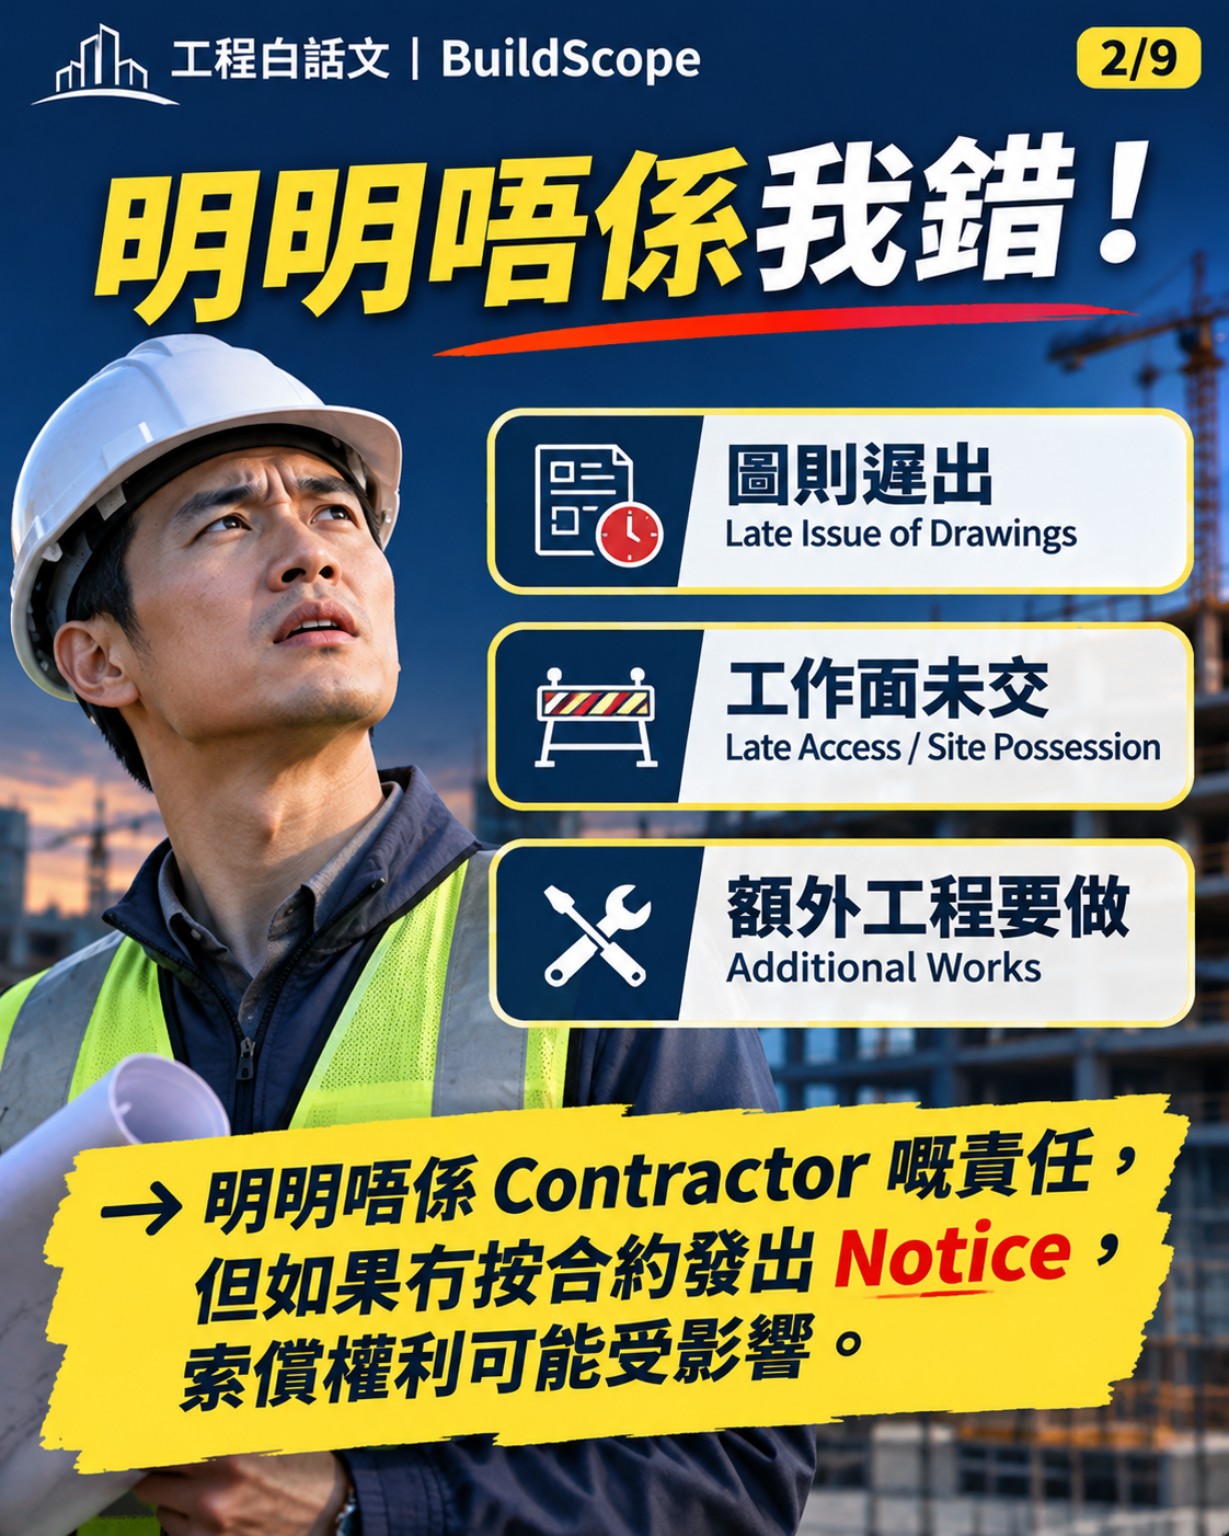 工程白話文 | BuildScope
2/9
明明唔係我錯！
圖則遲出
Late Issue of Drawings
工作面未交
Late Access / Site Possession
額外工程要做
Additional Works
→ 明明唔係 Contractor 嘅責任，
但如果冇按合約發出 Notice，
索償權利可能受影響。